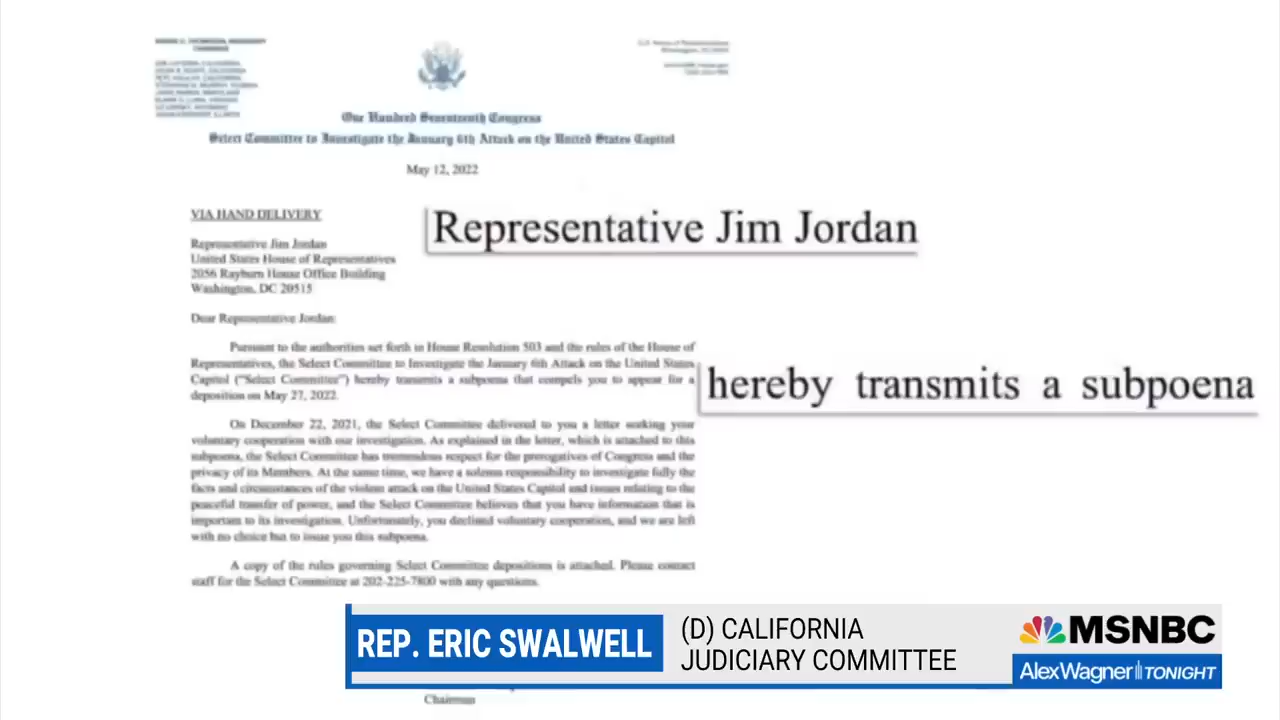 One Hundred Seventeenth Congress
Select Committee to Investigate the January 6th Attack on the United States Capitol
May 12, 2022
VIA HAND DELIVERY
Representative Jim Jordan
Representative Jim Jordan
United States House of Representatives
2056 Rayburn House Office Building
Washington, DC 20515
Dear Representative Jordan:
Pursuant to the authorities set forth in House Resolution 503 and the rules of the House of
Representatives, the Select Committee to Investigate the January 6th Attack on the United States
Capitol (“Select Committee”) hereby transmits a subpoena that compels you to appear for a
deposition on May 27, 2022.
hereby transmits a subpoena
On December 22, 2021, the Select Committee delivered to you a letter seeking your
voluntary cooperation with our investigation. As explained in the letter, which is attached to this
subpoena, the Select Committee has tremendous respect for the prerogatives of Congress and the
privacy of its Members. At the same time, we have a solemn responsibility to investigate fully the
facts and circumstances of the violent attack on the United States Capitol and issues relating to the
peaceful transfer of power, and the Select Committee believes that you have information that is
important to its investigation. Unfortunately, you declined voluntary cooperation, and we are left
with no choice but to issue you this subpoena.
A copy of the rules governing Select Committee depositions is attached. Please contact
staff for the Select Committee at 202-225-7800 with any questions.
REP. ERIC SWALWELL
(D) CALIFORNIA
JUDICIARY COMMITTEE
MSNBC
AlexWagner TONIGHT
Chairman